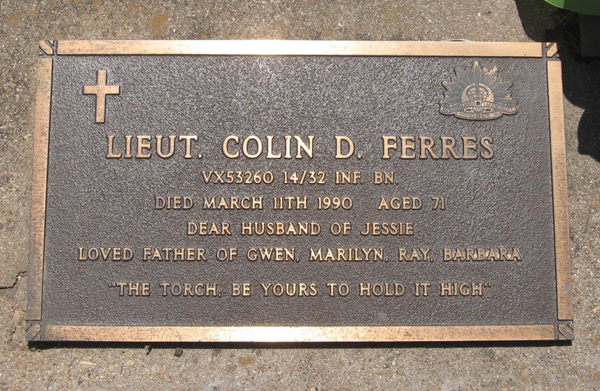 LIEUT. COLIN D. FERRES
VX53260 14/32 INF. BN.
DIED MARCH 11TH 1990 AGED 71
DEAR HUSBAND OF JESSIE
LOVED FATHER OF GWEN, MARILYN, RAY, BARBARA
"THE TORCH; BE YOURS TO HOLD IT HIGH"